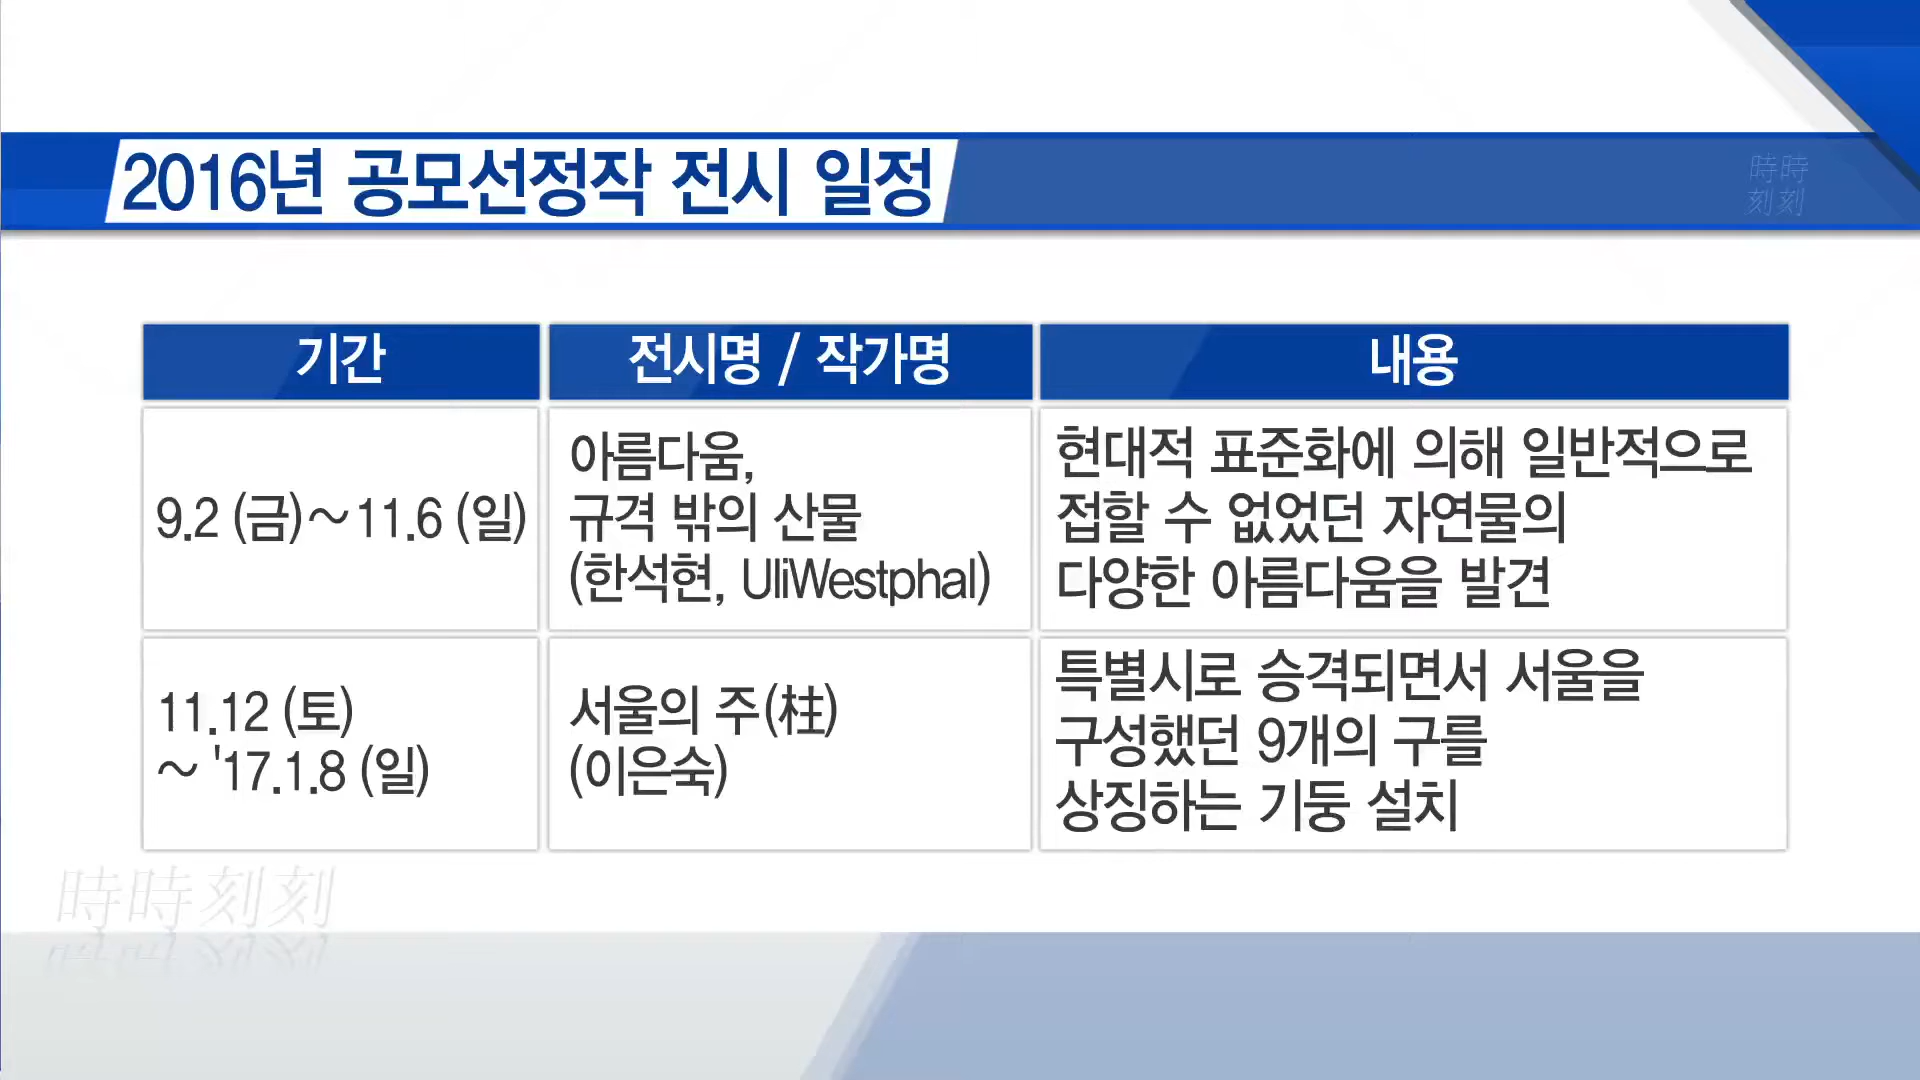 2016년 공모선정작 전시 일정
時時
刻刻
기간
전시명 / 작가명
내용
9.2 (금)~11.6 (일)
아름다움,
규격 밖의 산물
(한석현, UliWestphal)
현대적 표준화에 의해 일반적으로
접할 수 없었던 자연물의
다양한 아름다움을 발견
11.12 (토)
~ '17.1.8 (일)
서울의 주(柱)
(이은숙)
특별시로 승격되면서 서울을
구성했던 9개의 구를
상징하는 기둥 설치
時時刻刻